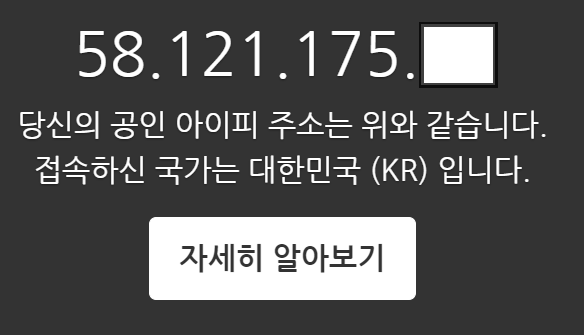 58.121.175.
당신의 공인 아이피 주소는 위와 같습니다.
접속하신 국가는 대한민국 (KR) 입니다.
자세히 알아보기